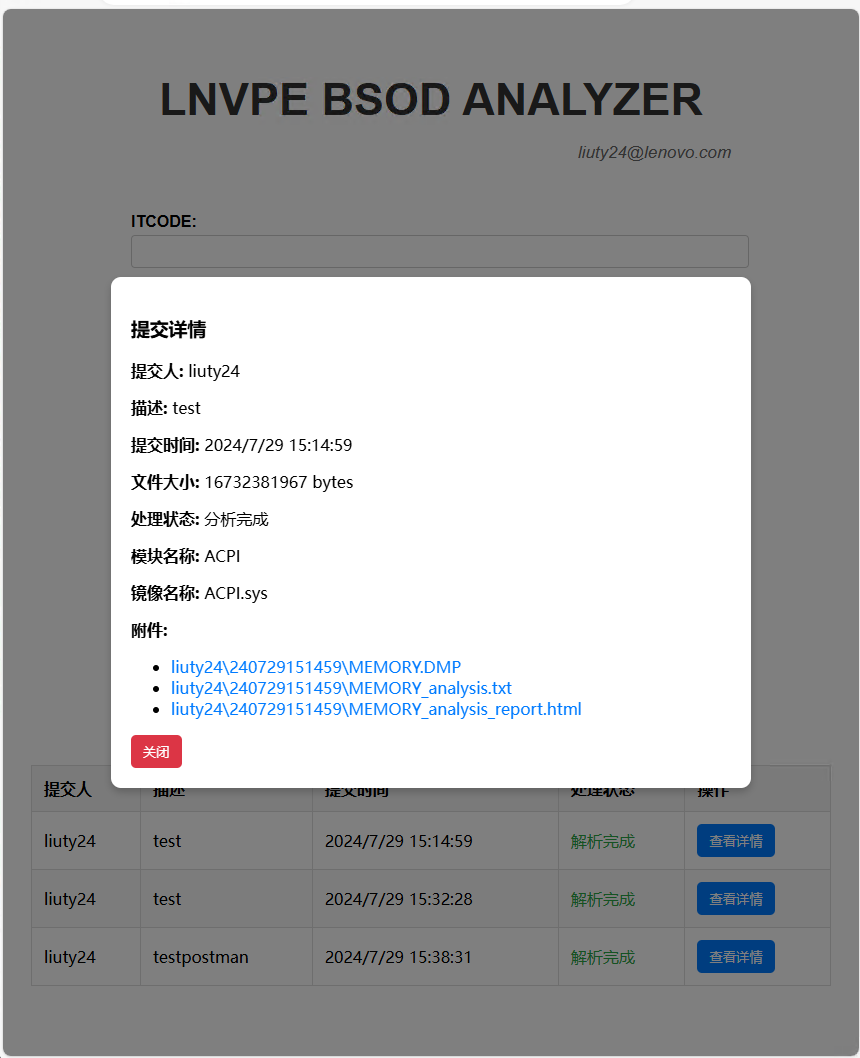 LNVPE BSOD ANALYZER
liuty24@lenovo.com
ITCODE:
提交详情
提交人: liuty24
描述: test
提交时间: 2024/7/29 15:14:59
文件大小: 16732381967 bytes
处理状态: 分析完成
模块名称: ACPI
镜像名称: ACPI.sys
附件:
liuty24\240729151459\MEMORY.DMP
liuty24\240729151459\MEMORY_analysis.txt
liuty24\240729151459\MEMORY_analysis_report.html
关闭
提交人 描述 提交时间 处理状态 操作
liuty24 test 2024/7/29 15:14:59 解析完成 查看详情
liuty24 test 2024/7/29 15:32:28 解析完成 查看详情
liuty24 testpostman 2024/7/29 15:38:31 解析完成 查看详情